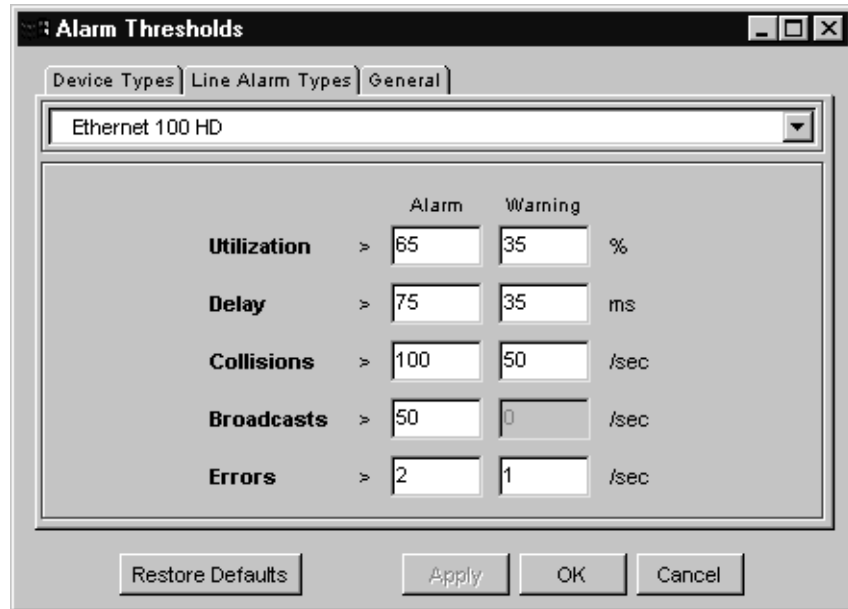 Alarm Thresholds
Device Types Line Alarm Types General
Ethernet 100 HD
Alarm Warning
Utilization > 65 35 %
Delay > 75 35 ms
Collisions > 100 50 /sec
Broadcasts > 50 0 /sec
Errors > 2 1 /sec
Restore Defaults Apply OK Cancel